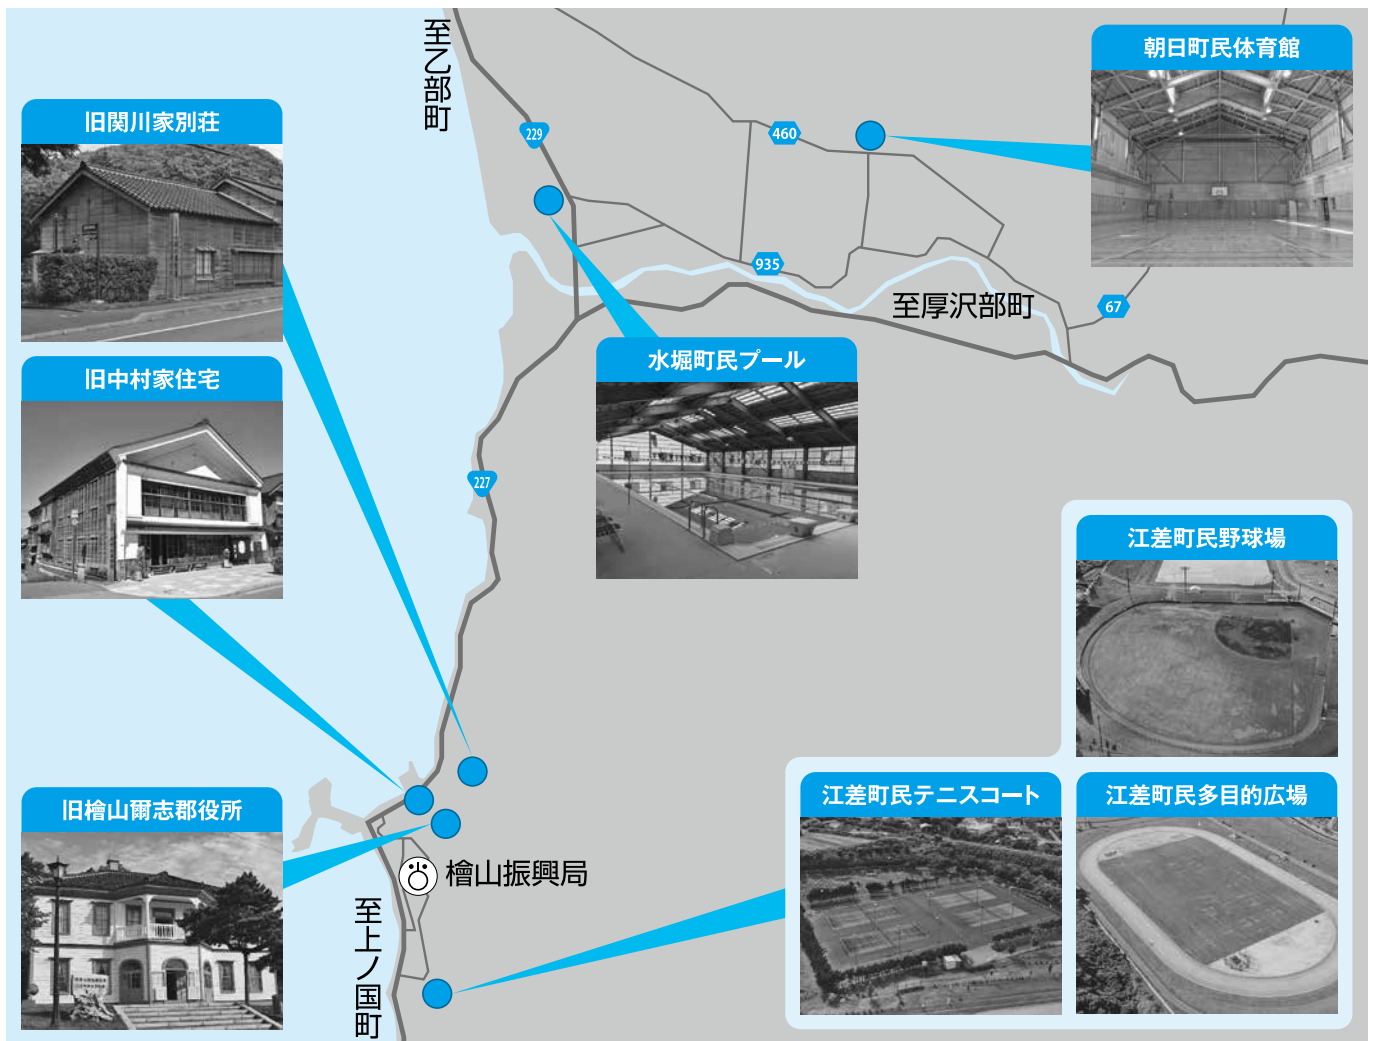 至乙部町
朝日町民体育館
旧関川家別荘
229
460
935
至厚沢部町
67
水堀町民プール
旧中村家住宅
227
江差町民野球場
旧檜山爾志郡役所
江差町民テニスコート
江差町民多目的広場
檜山振興局
至上ノ国町